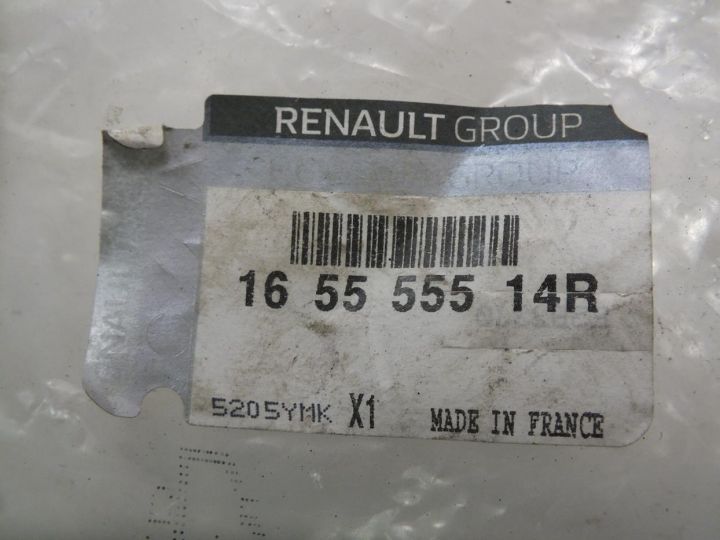 RENAULT GROUP
16 55 555 14R
5205YMK X1 MADE IN FRANCE